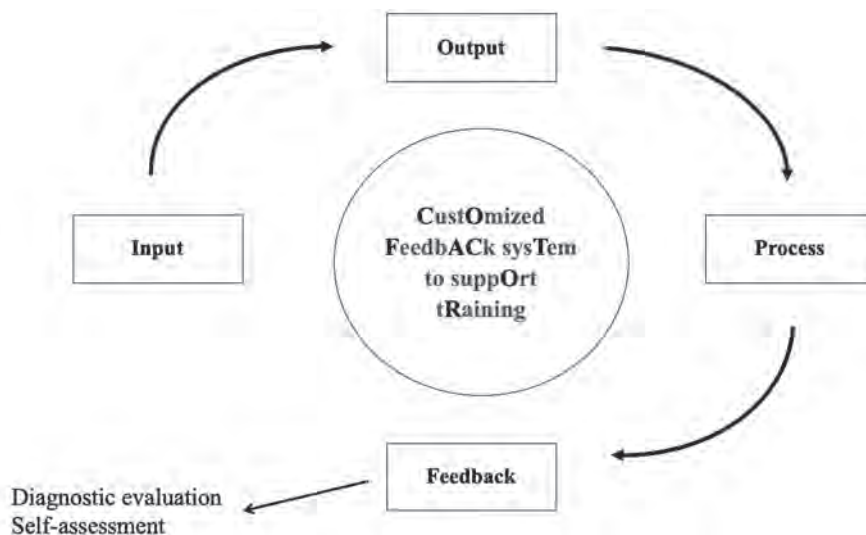 Output
Input
CustOmized
FeedbACk sysTem
to suppOrt
tRaining
Process
Feedback
Diagnostic evaluation
Self-assessment